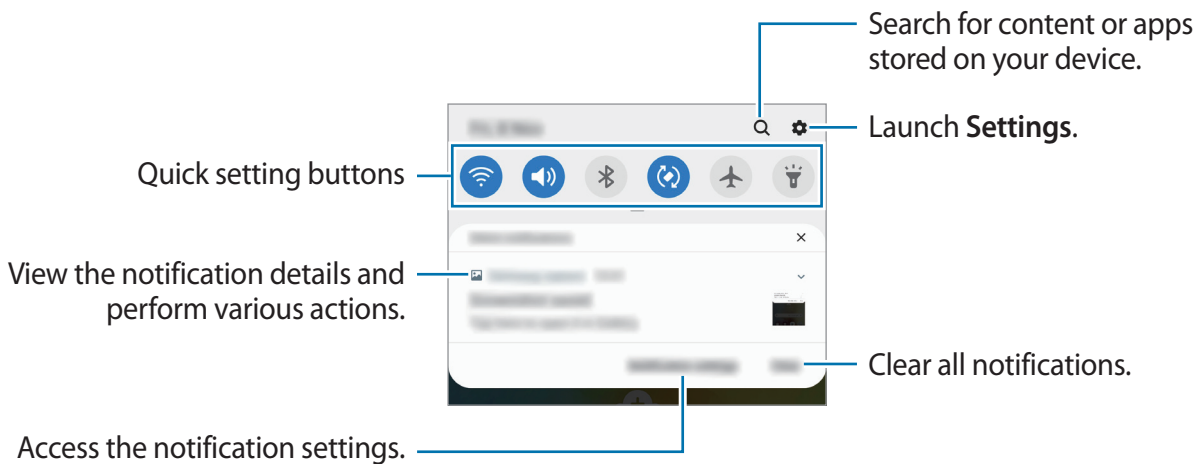 Search for content or apps
stored on your device.
Launch Settings.
Quick setting buttons
View the notification details and
perform various actions.
Clear all notifications.
Access the notification settings.